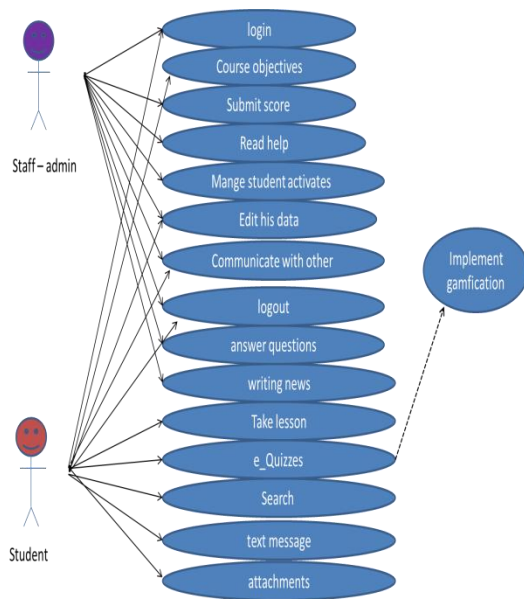 login
Course objectives
Submit score
Read help
Staff – admin
Mange student activates
Edit his data
Communicate with other
Implement
gamfication
logout
answer questions
writing news
Take lesson
e_Quizzes
Search
Student
text message
attachments